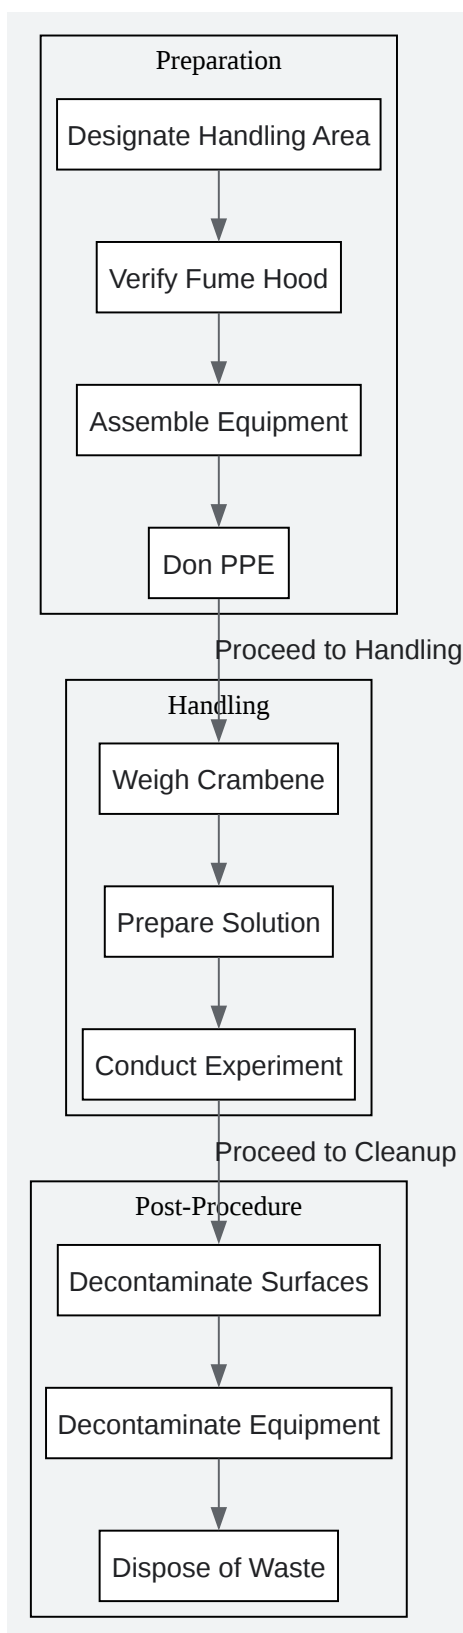 Preparation
Designate Handling Area
Verify Fume Hood
Assemble Equipment
Don PPE
Proceed to Handling
Handling
Weigh Crambene
Prepare Solution
Conduct Experiment
Proceed to Cleanup
Post-Procedure
Decontaminate Surfaces
Decontaminate Equipment
Dispose of Waste